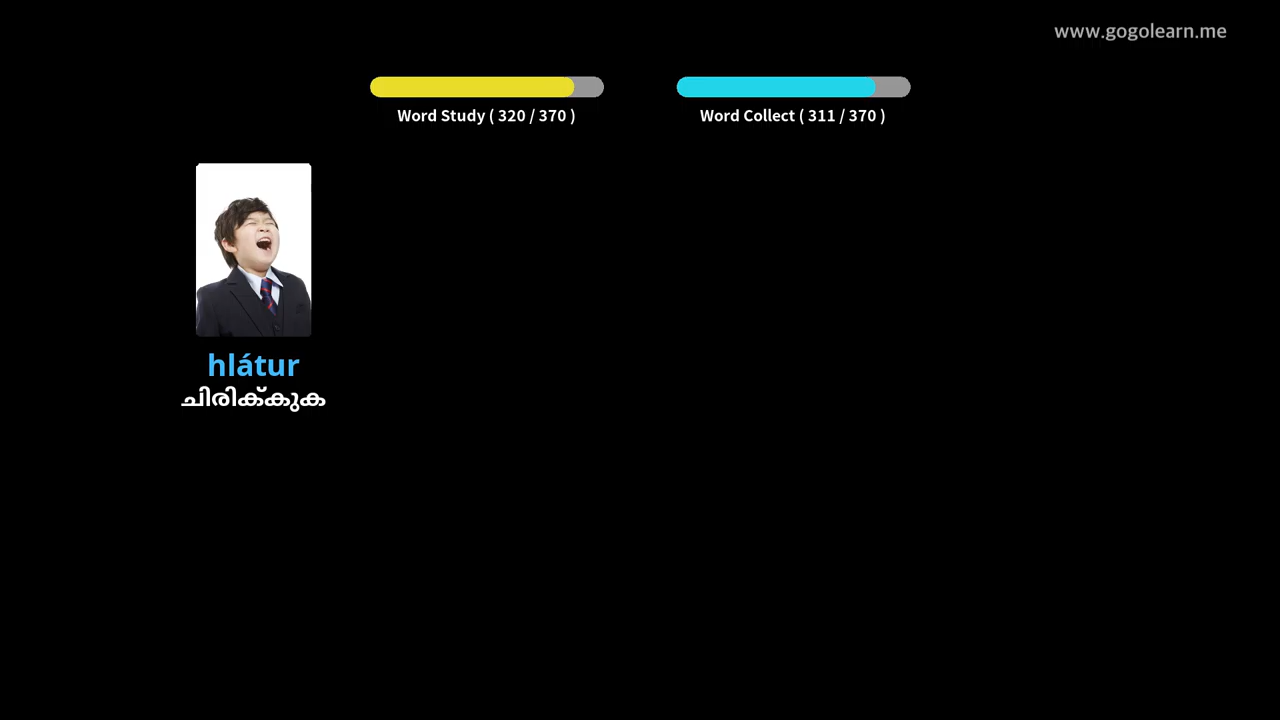 www.gogolearn.me
Word Study ( 320 / 370 )
Word Collect ( 311 / 370 )
hlátur
ചിരിക്കുക